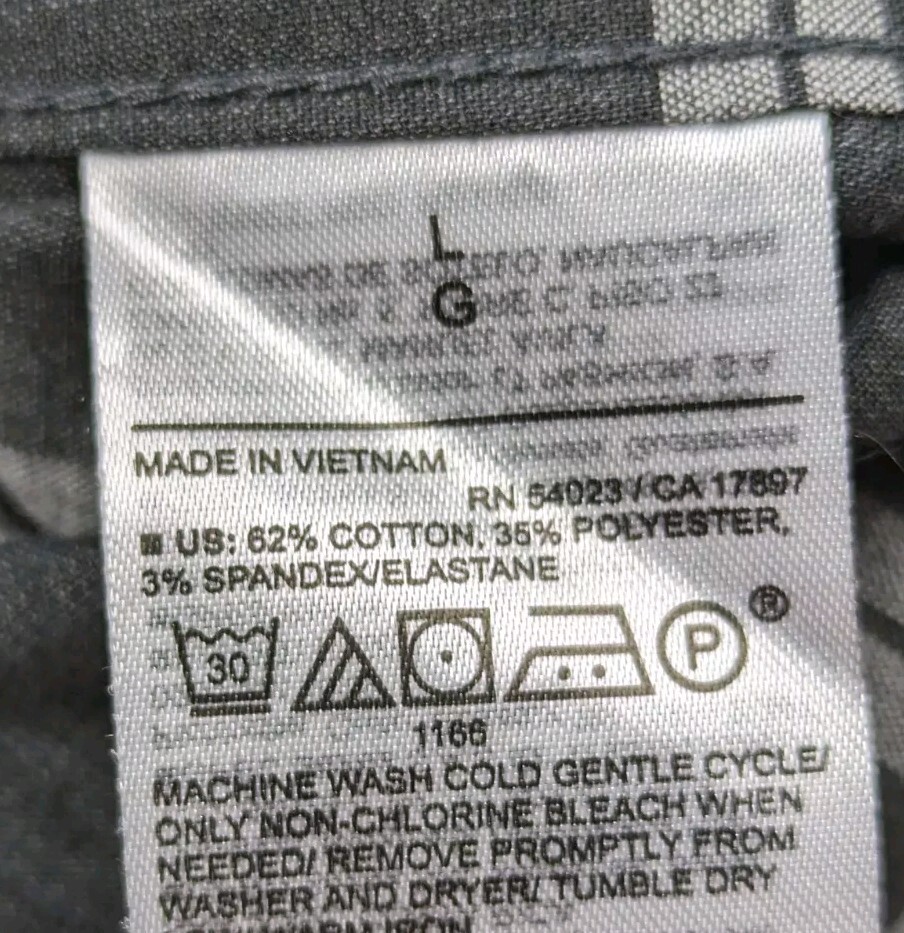 L
G
MADE IN VIETNAM
RN 54023 / CA 17897
US: 62% COTTON, 35% POLYESTER,
3% SPANDEX/ELASTANE
30 P ®
1166
MACHINE WASH COLD GENTLE CYCLE/
ONLY NON-CHLORINE BLEACH WHEN
NEEDED/ REMOVE PROMPTLY FROM
WASHER AND DRYER/ TUMBLE DRY
IRON